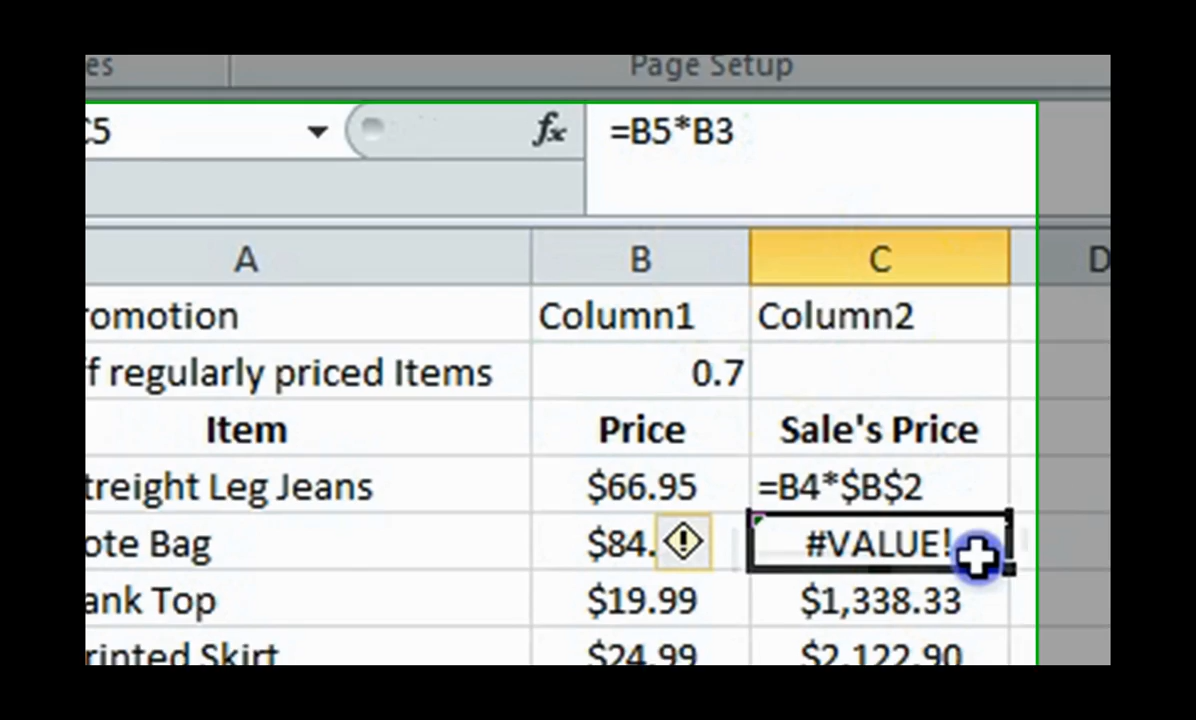 es Page Setup
C5 fx =B5*B3
A B C D
romotion Column1 Column2
f regularly priced Items 0.7
Item Price Sale's Price
treight Leg Jeans $66.95 =B4*$B$2
ote Bag $84. #VALUE!
ank Top $19.99 $1,338.33
rinted Skirt $24.99 $2,122.90